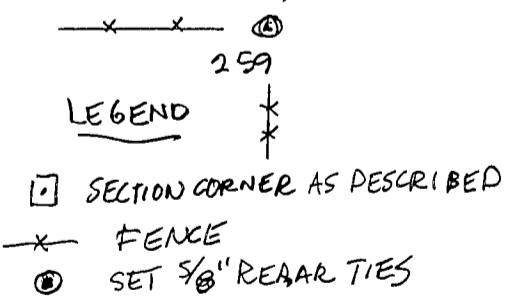 259
LEGEND
SECTION CORNER AS DESCRIBED
FENCE
SET 5/8" REBAR TIES